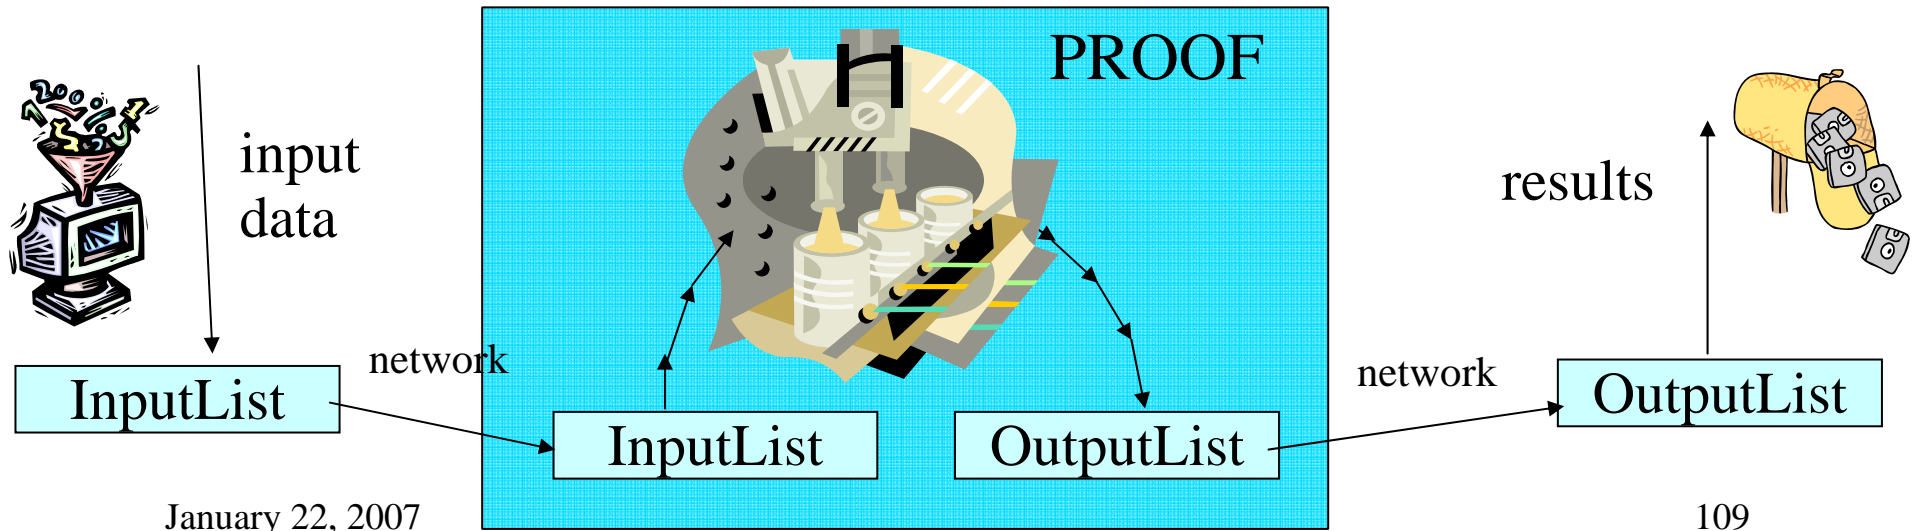 PROOF
input
data
results
network
InputList
InputList
OutputList
network
OutputList
January 22, 2007
109